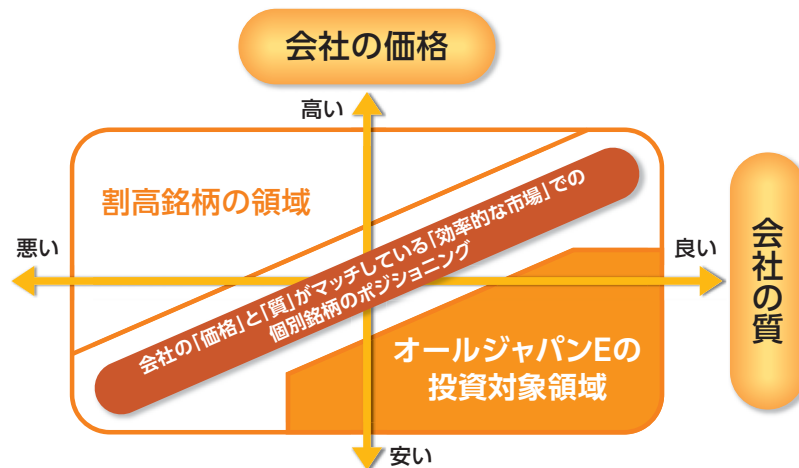 会社の価格
高い
割高銘柄の領域
悪い
会社の「価格」と「質」がマッチしている「効率的な市場」での
個別銘柄のポジショニング
良い
会社の質
オールジャパンEの
投資対象領域
安い